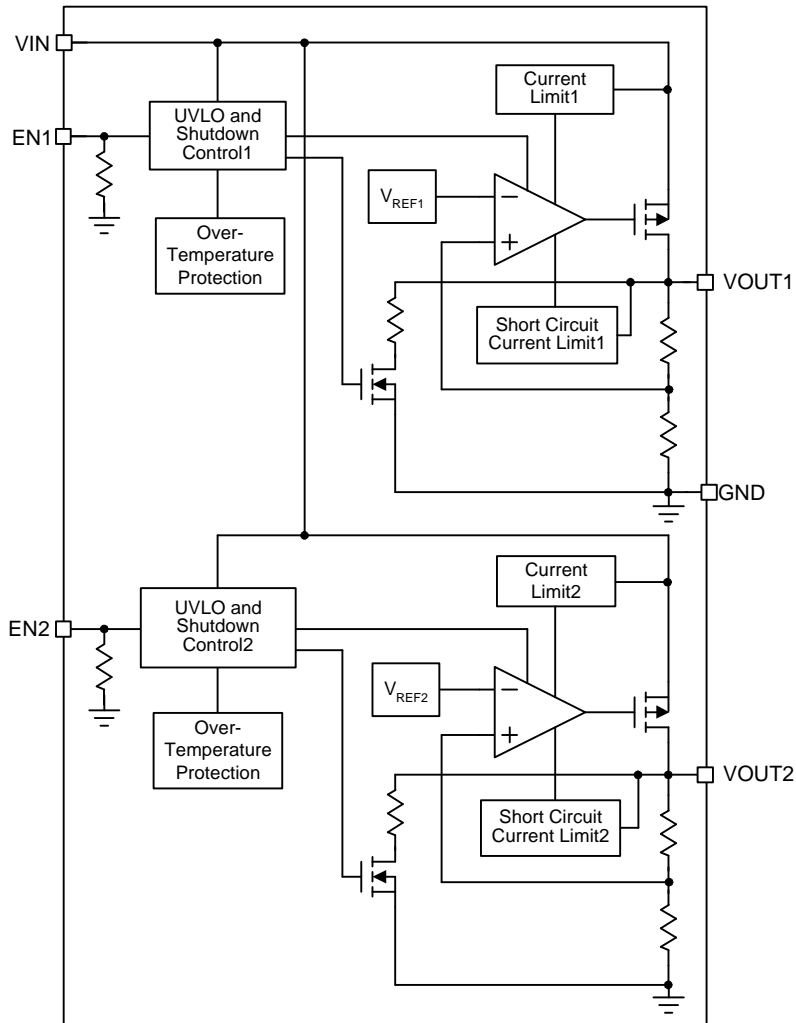 VIN
Current
Limit1
UVLO and
Shutdown
Control1
EN1
VREF1
−
+
Over-
Temperature
Protection
VOUT1
Short Circuit
Current Limit1
GND
Current
Limit2
UVLO and
Shutdown
Control2
EN2
VREF2
−
+
Over-
Temperature
Protection
VOUT2
Short Circuit
Current Limit2